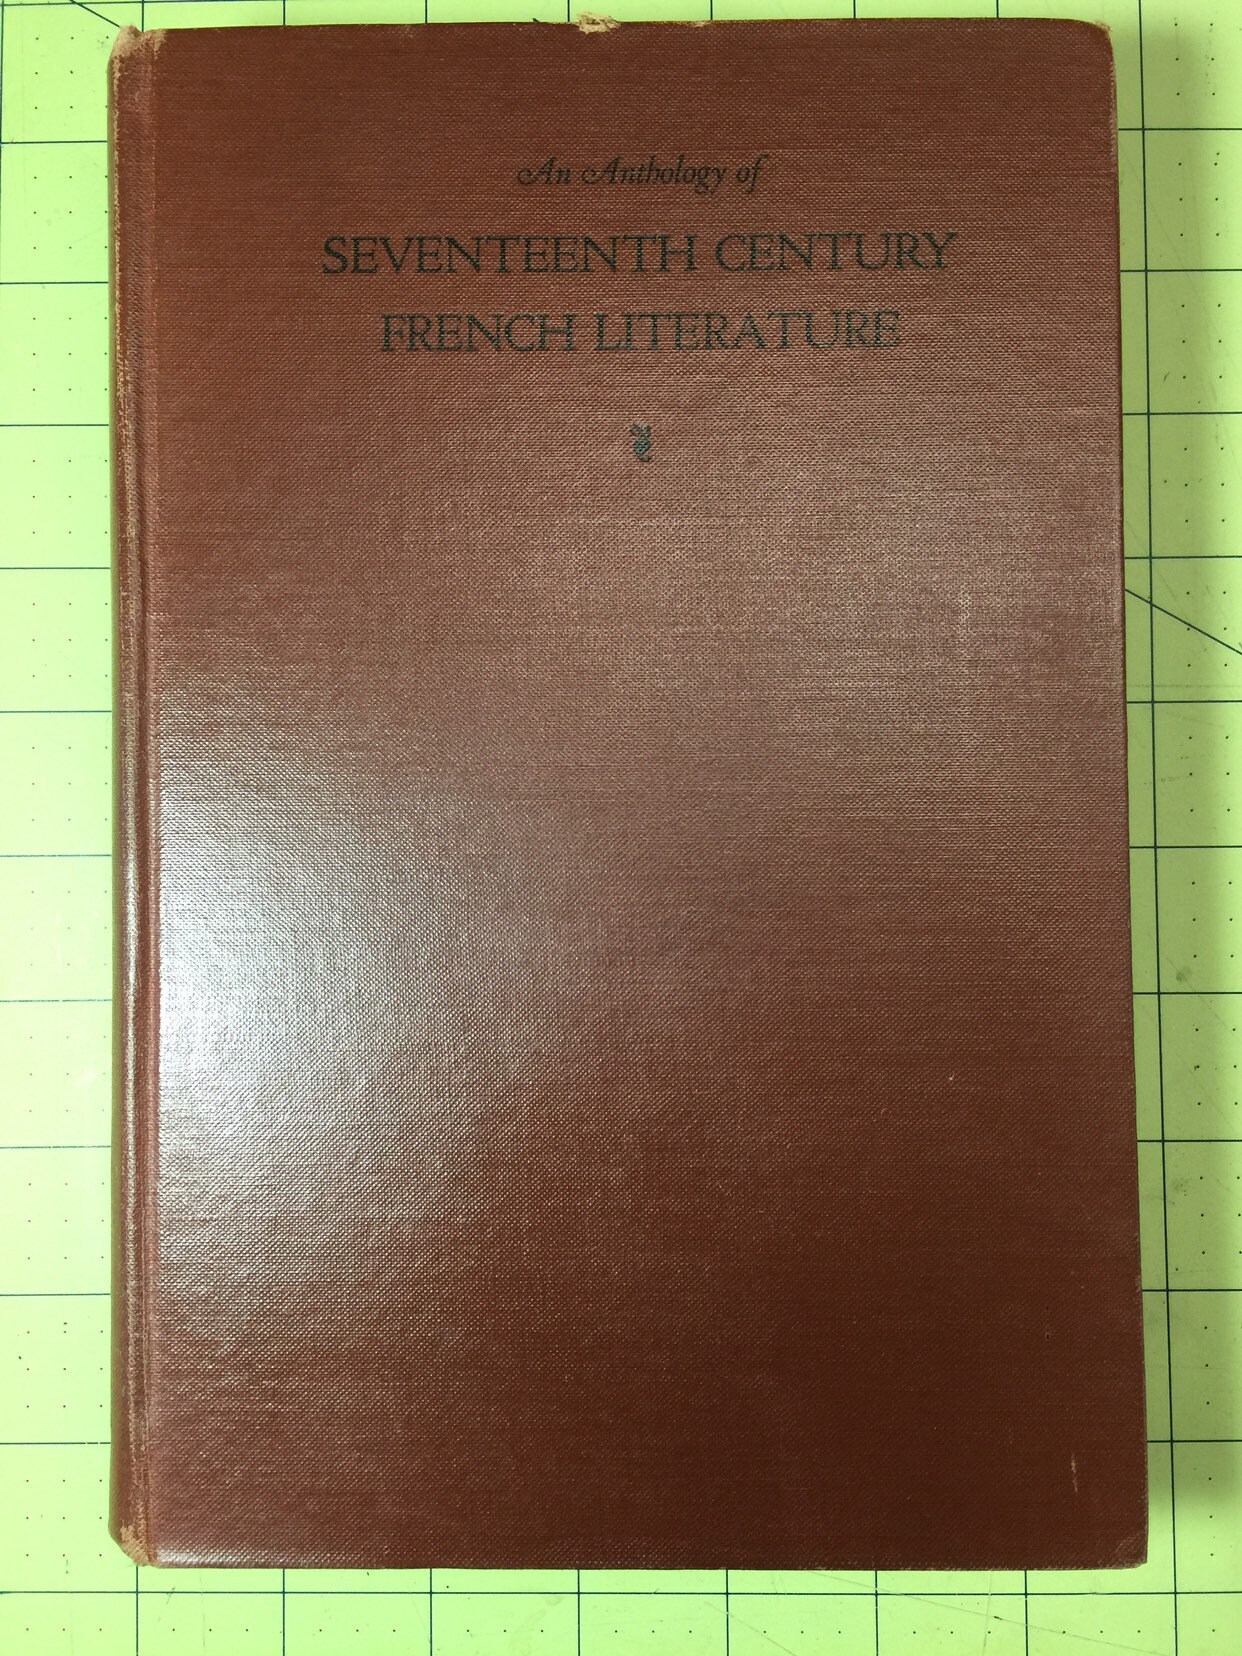 An Anthology of
SEVENTEENTH CENTURY
FRENCH LITERATURE